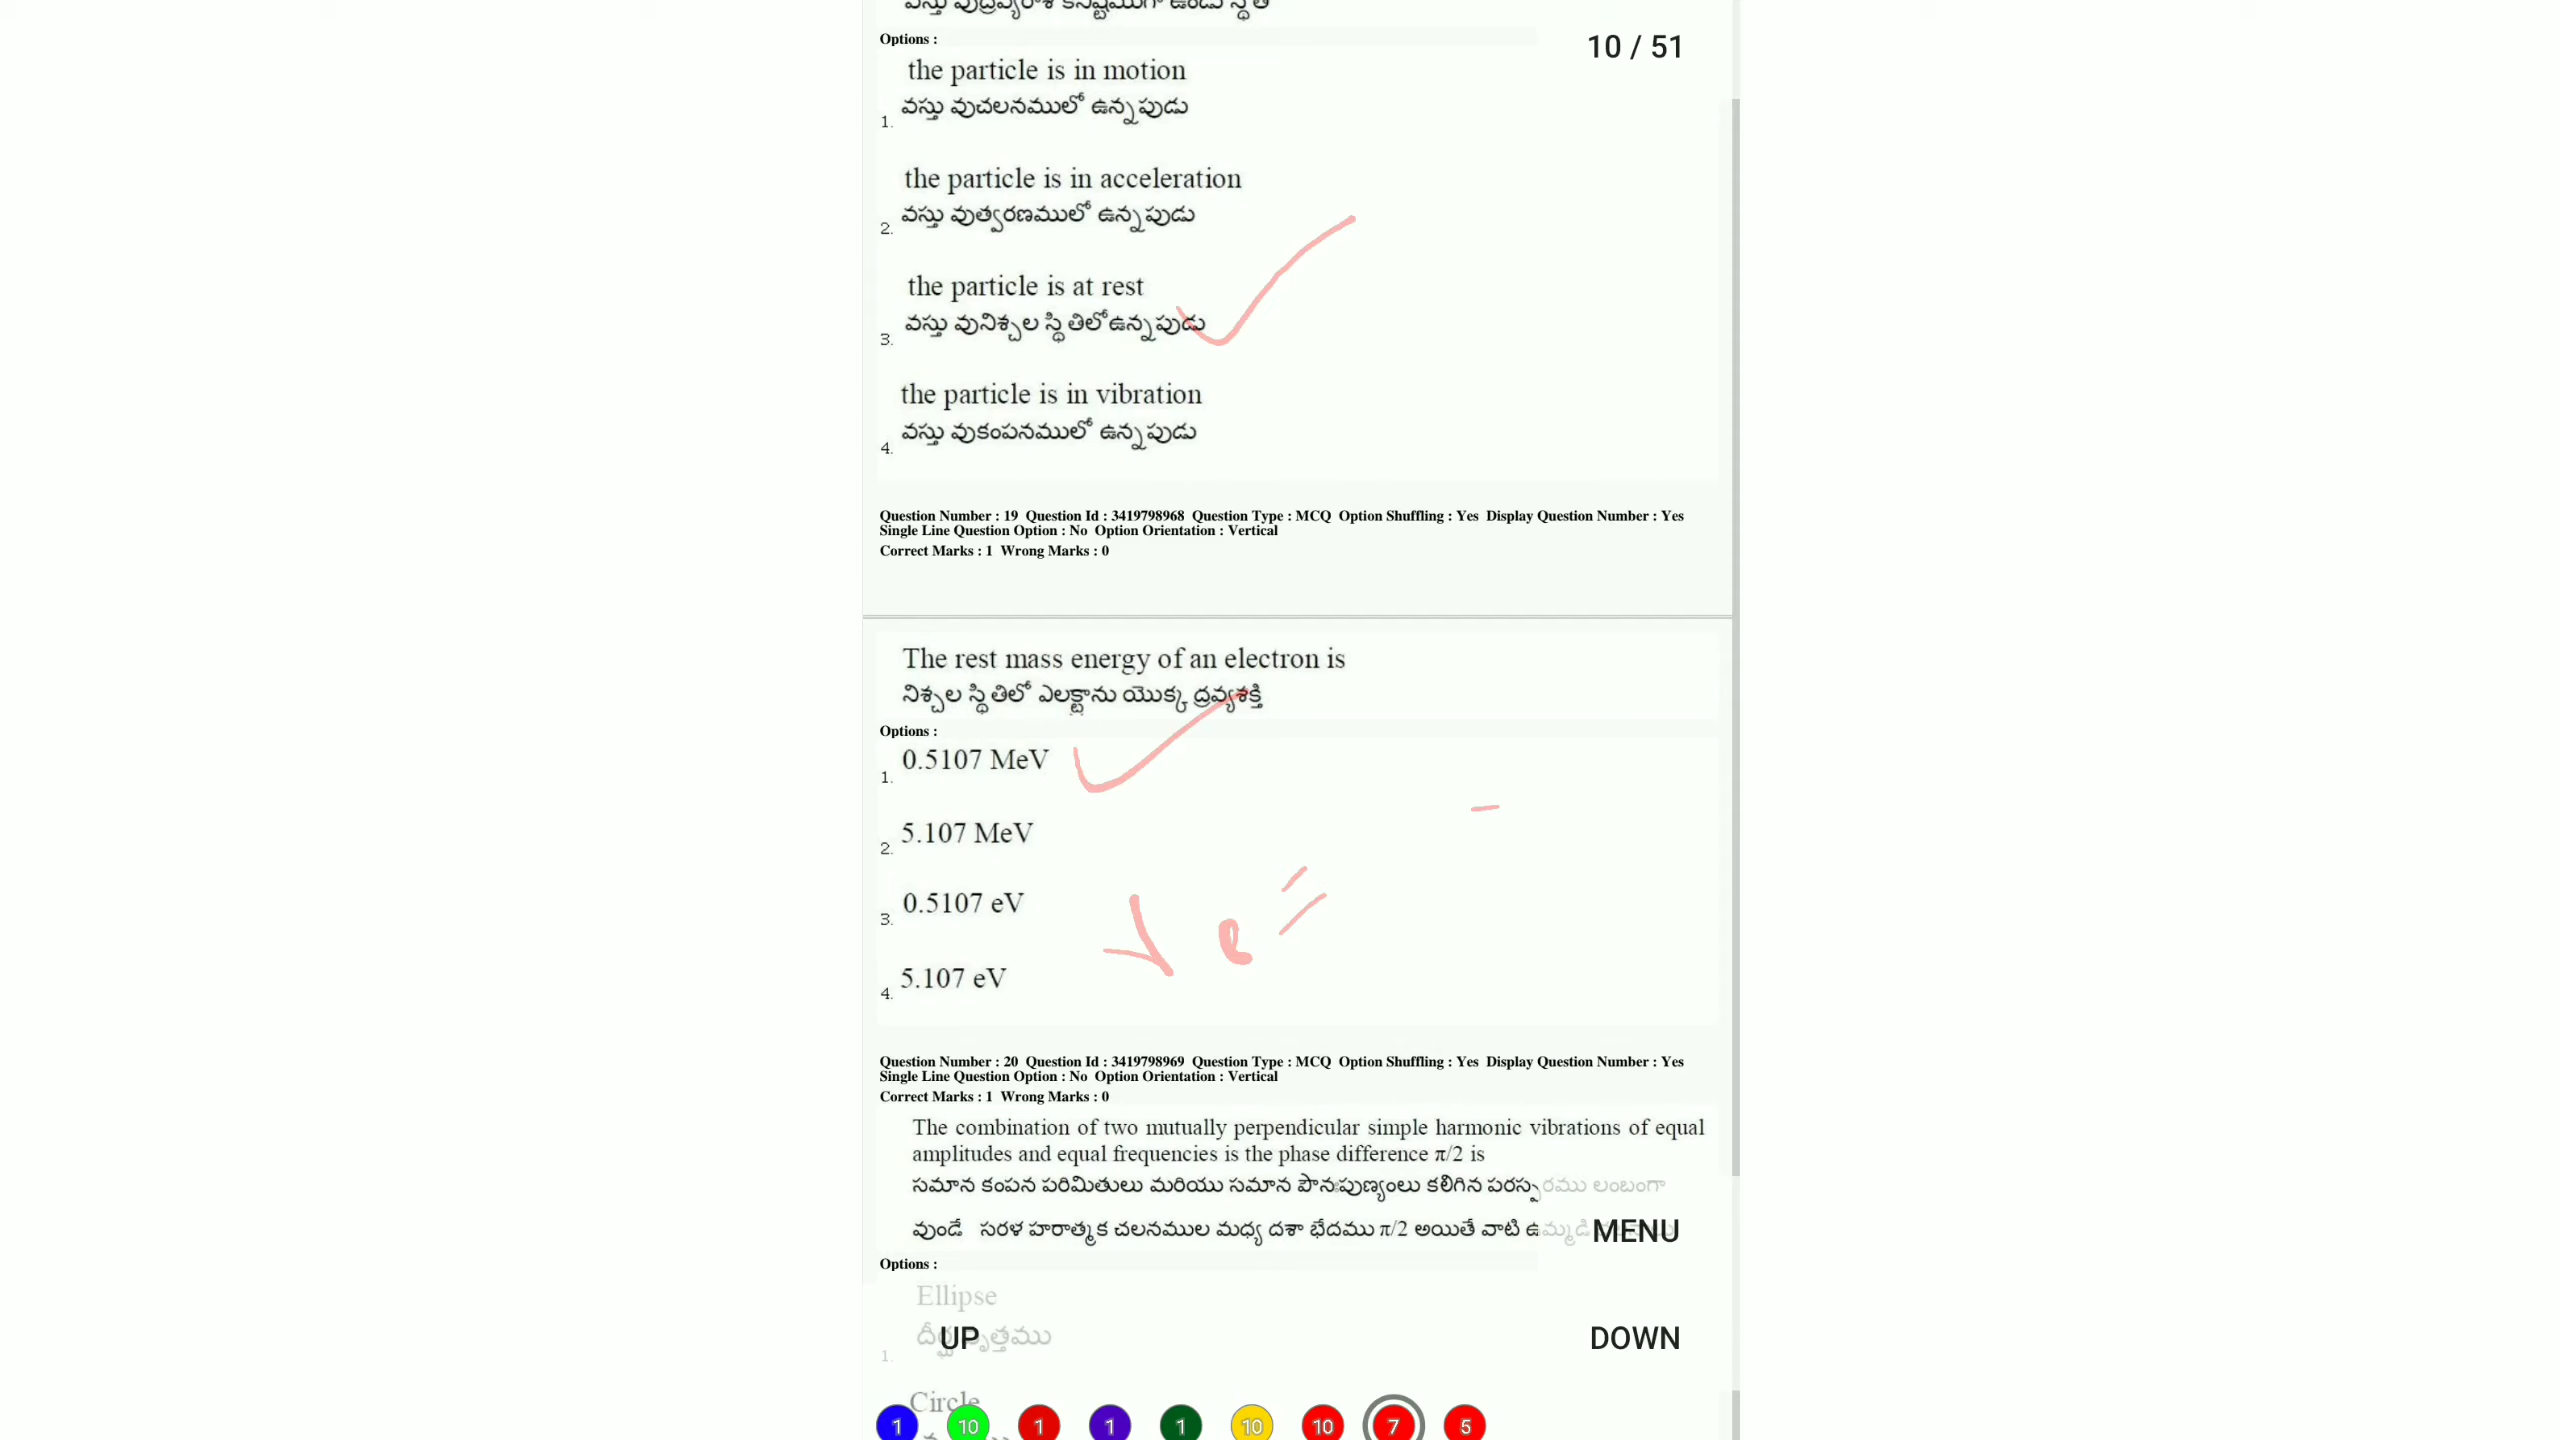 వస్తు వుద్రవ్యరాశి కనిష్టముగా ఉండు స్థితి
Options :
10 / 51
the particle is in motion
వస్తు వుచలనములో ఉన్నపుడు
1.
the particle is in acceleration
వస్తు వుత్వరణములో ఉన్నపుడు
2.
the particle is at rest
వస్తు వునిశ్చల స్థితిలోఉన్నపుడు
3.
the particle is in vibration
వస్తు వుకంపనములో ఉన్నపుడు
4.
Question Number : 19 Question Id : 3419798968 Question Type : MCQ Option Shuffling : Yes Display Question Number : Yes
Single Line Question Option : No Option Orientation : Vertical
Correct Marks : 1 Wrong Marks : 0
The rest mass energy of an electron is
నిశ్చల స్థితిలో ఎలక్ట్రాను యొక్క ద్రవ్యశక్తి
Options :
0.5107 MeV
1.
5.107 MeV
2.
0.5107 eV
3.
5.107 eV
4.
Question Number : 20 Question Id : 3419798969 Question Type : MCQ Option Shuffling : Yes Display Question Number : Yes
Single Line Question Option : No Option Orientation : Vertical
Correct Marks : 1 Wrong Marks : 0
The combination of two mutually perpendicular simple harmonic vibrations of equal
amplitudes and equal frequencies is the phase difference π/2 is
సమాన కంపన పరిమితులు మరియు సమాన పౌనఃపుణ్యంలు కలిగిన పరస్పరము లంబంగా
వుండే సరళ హరాత్మక చలనముల మధ్య దశా భేదము π/2 అయితే వాటి ఉమ్మడి
MENU
Options :
Ellipse
UP
DOWN
1.
Circle
1 10 1 1 1 10 10 7 5